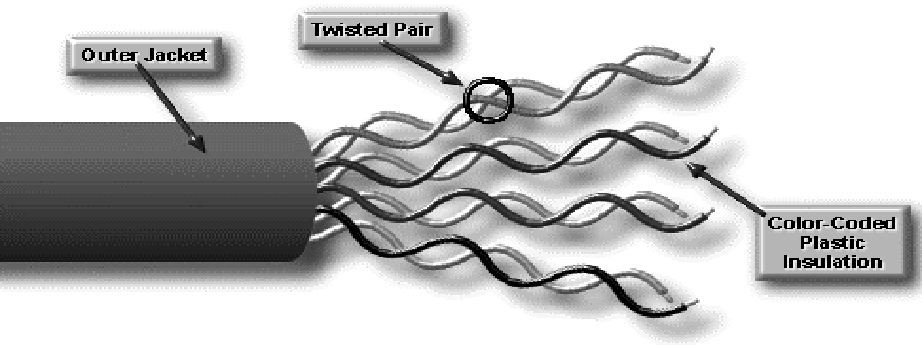 Twisted Pair
Outer Jacket
Color-Coded
Plastic
Insulation